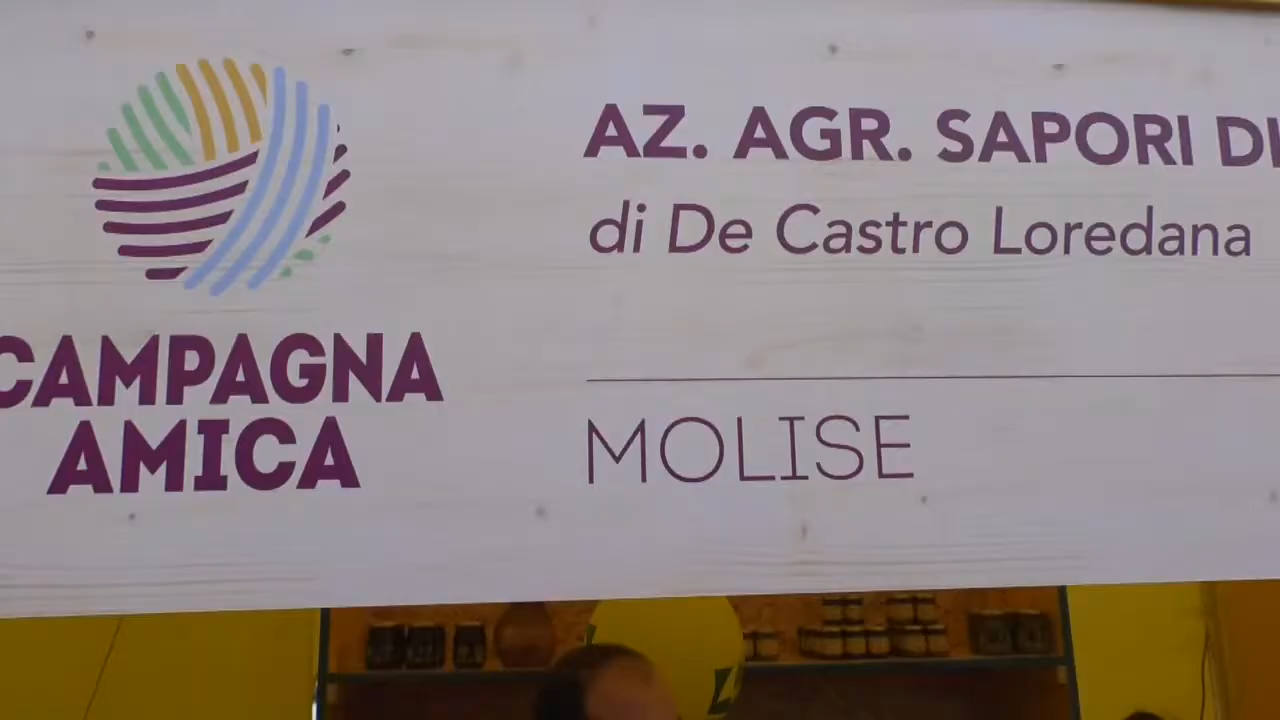 CAMPAGNA
AMICA
AZ. AGR. SAPORI DI
di De Castro Loredana
MOLISE